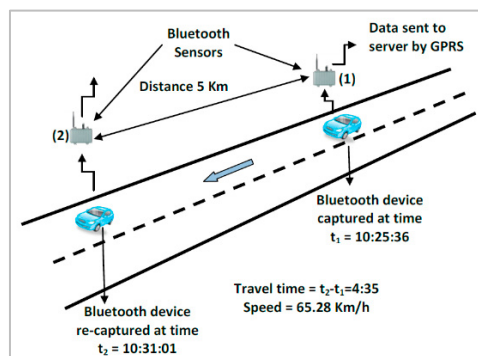 Bluetooth
Sensors
Data sent to
server by GPRS
(1)
Distance 5 Km
(2)
Bluetooth device
captured at time
t₁ = 10:25:36
Travel time = t₂-t₁=4:35
Speed = 65.28 Km/h
Bluetooth device
re-captured at time
t₂ = 10:31:01